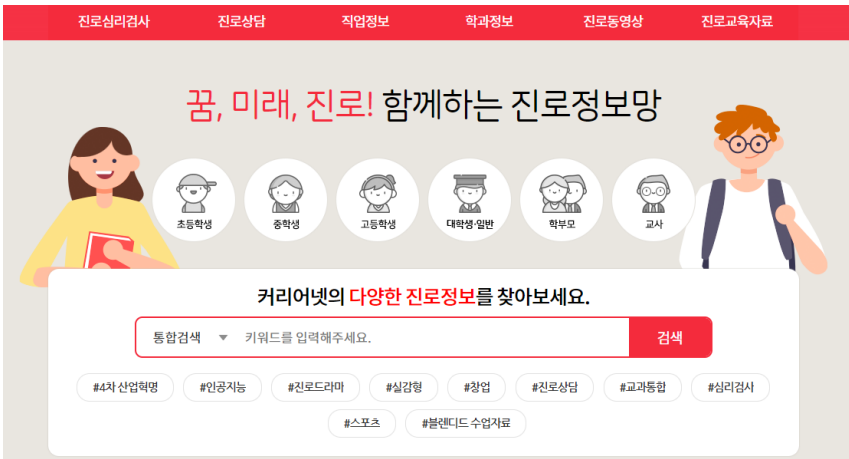 진로심리검사 진로상담 직업정보 학과정보 진로동영상 진로교육자료
꿈, 미래, 진로! 함께하는 진로정보망
초등학생 중학생 고등학생 대학생·일반 학부모 교사
커리어넷의 다양한 진로정보를 찾아보세요.
통합검색 키워드를 입력해주세요. 검색
#4차 산업혁명 #인공지능 #진로드라마 #실감형 #창업 #진로상담 #교과통합 #심리검사
#스포츠 #블렌디드 수업자료